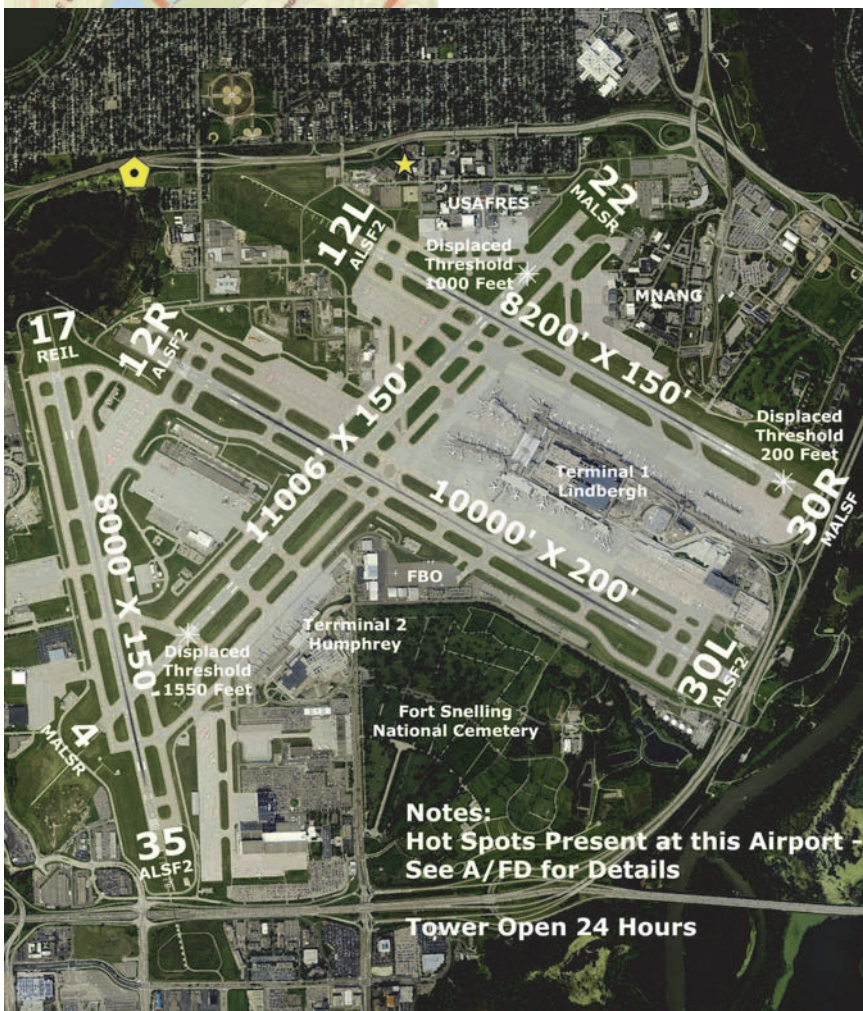 22
MALSR
USAFRES
12L
ALSF2
Displaced
Threshold
1000 Feet
MNANG
17
REIL
12R
ALSF2
8200' X 150'
11006' X 150'
Displaced
Threshold
200 Feet
30R
MALSF
Terminal 1
Lindbergh
10000' X 200'
8000' X 150'
FBO
Terrminal 2
Humphrey
Displaced
Threshold
1550 Feet
30L
ALSF2
4
MALSR
Fort Snelling
National Cemetery
35
ALSF2
Notes:
Hot Spots Present at this Airport -
See A/FD for Details
Tower Open 24 Hours